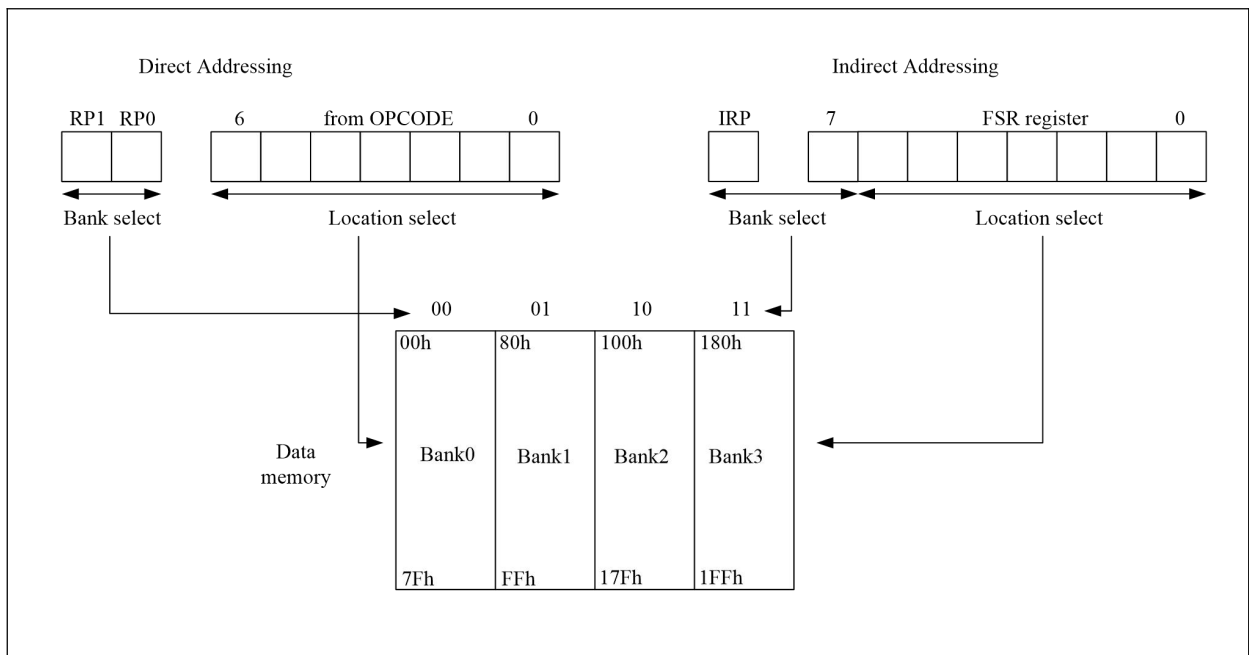 Direct Addressing
Indirect Addressing
RP1 RP0
6 from OPCODE 0
IRP
7 FSR register 0
Bank select
Location select
Bank select
Location select
00 01 10 11
00h 80h 100h 180h
Data
memory
Bank0 Bank1 Bank2 Bank3
7Fh FFh 17Fh 1FFh